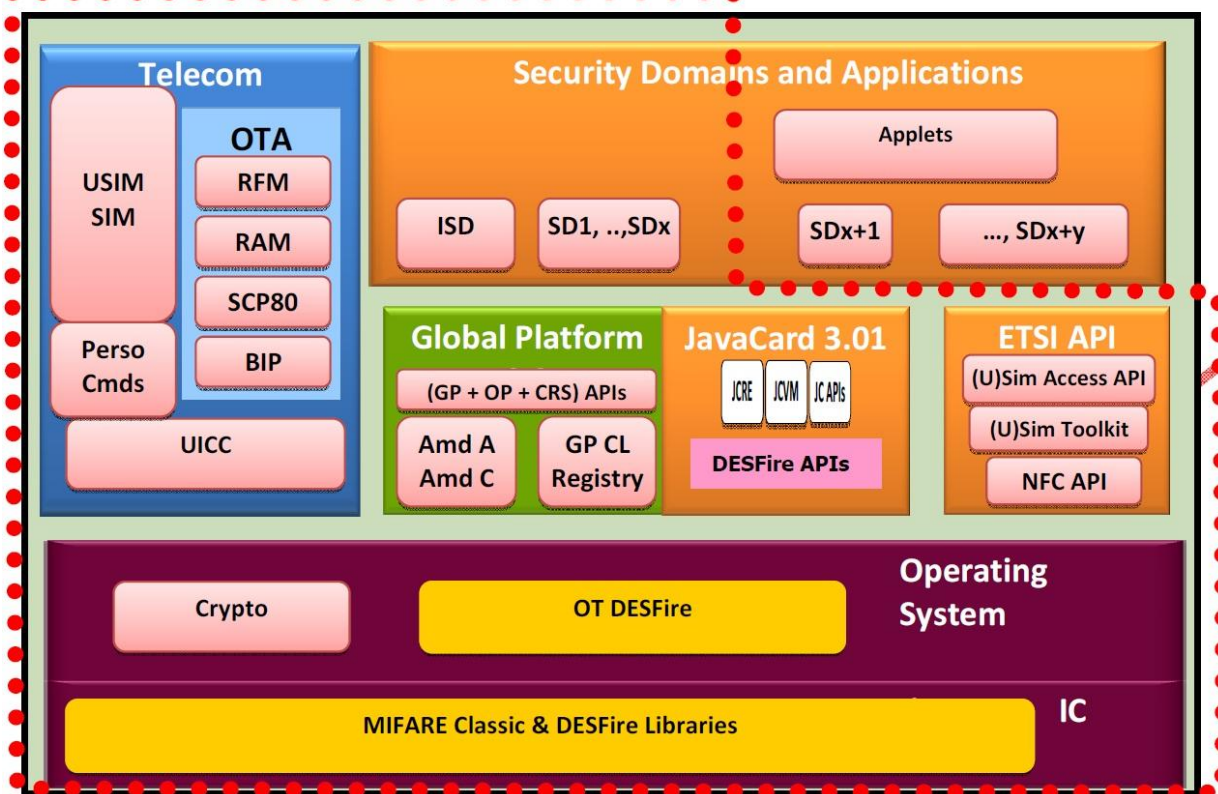 Telecom
USIM
SIM
OTA
RFM
RAM
SCP80
BIP
Perso
Cmds
UICC
Security Domains and Applications
Applets
ISD
SD1, ..,SDx
SDx+1
..., SDx+y
Global Platform
(GP + OP + CRS) APIs
Amd A
Amd C
GP CL
Registry
JavaCard 3.01
JCRE
JCVM
JC APIs
DESFire APIs
ETSI API
(U)Sim Access API
(U)Sim Toolkit
NFC API
Operating
System
Crypto
OT DESFire
IC
MIFARE Classic & DESFire Libraries